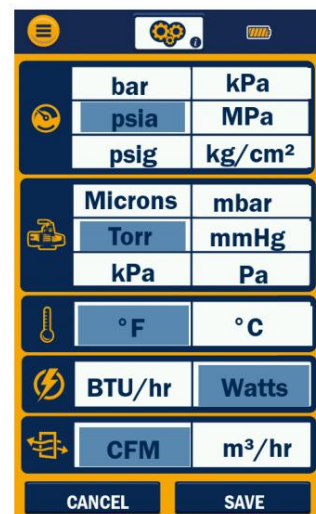 i
bar kPa
psia MPa
psig kg/cm²
Microns mbar
Torr mmHg
kPa Pa
°F °C
BTU/hr Watts
CFM m³/hr
CANCEL SAVE